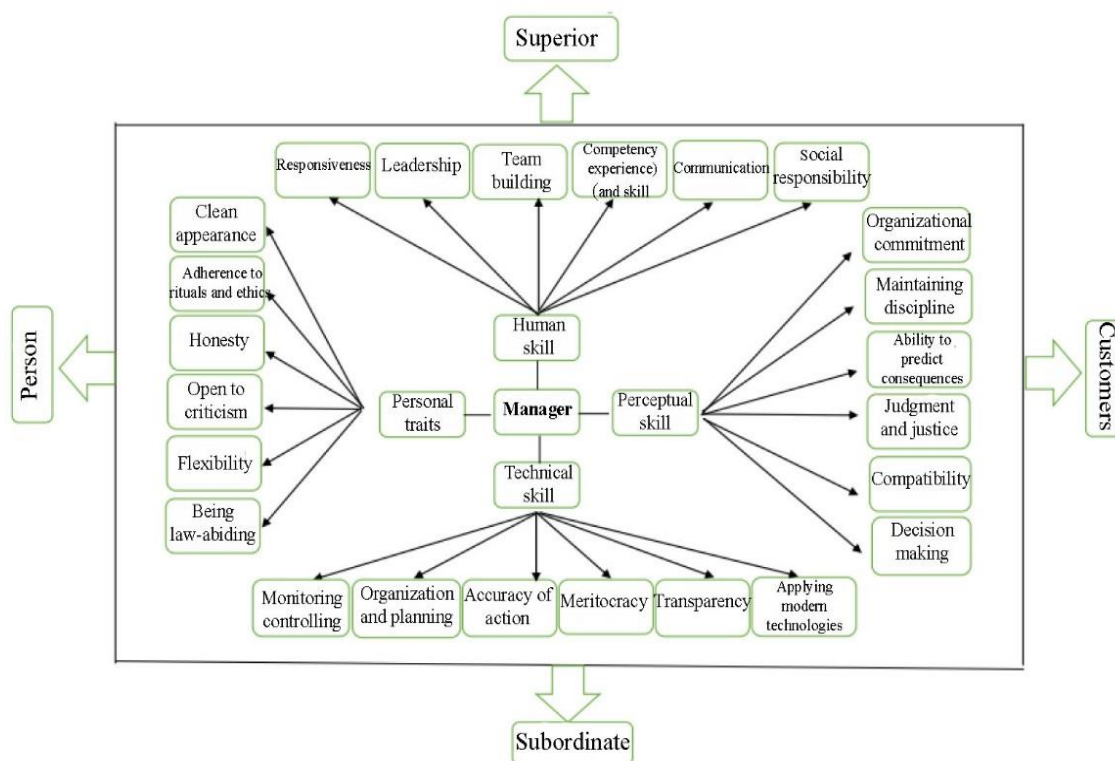 Superior
Responsiveness
Leadership
Team
building
Competency
experience)
(and skill
Communication
Social
responsibility
Clean
appearance
Adherence to
rituals and ethics
Honesty
Open to
criticism
Flexibility
Being
law-abiding
Person
Human
skill
Personal
traits
Manager
Perceptual
skill
Technical
skill
Organizational
commitment
Maintaining
discipline
Ability to
predict
consequences
Judgment
and justice
Compatibility
Decision
making
Customers
Monitoring
controlling
Organization
and planning
Accuracy of
action
Meritocracy
Transparency
Applying
modern
technologies
Subordinate